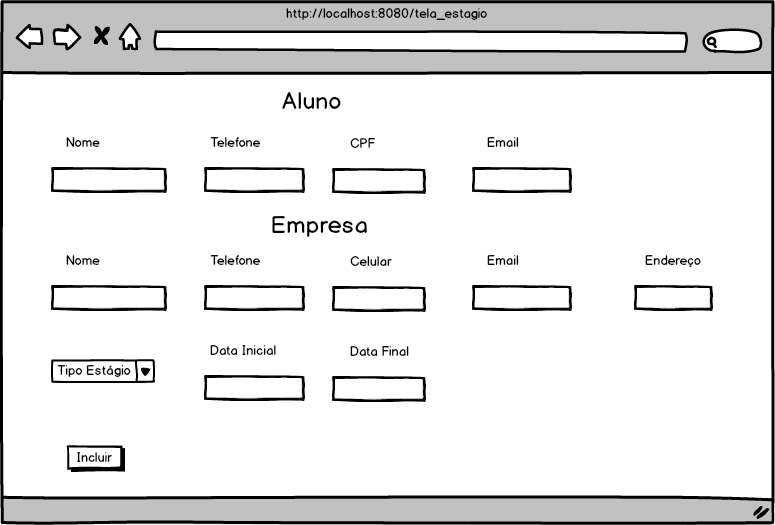 http://localhost:8080/tela_estagio
Aluno
Nome Telefone CPF Email
Empresa
Nome Telefone Celular Email Endereço
Data Inicial Data Final
Tipo Estágio
Incluir